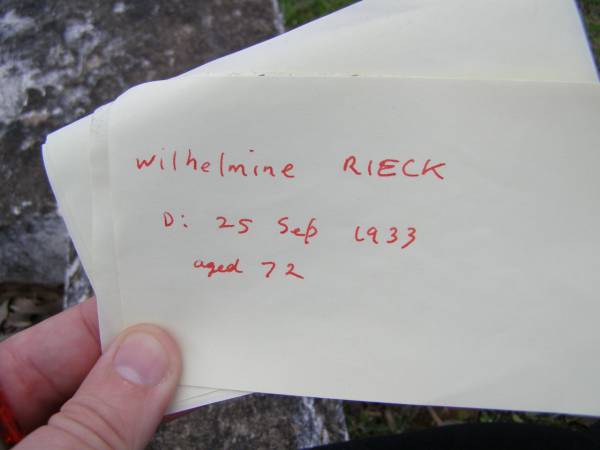 Wilhelmine RIECK
D: 25 Sep 1933
aged 72